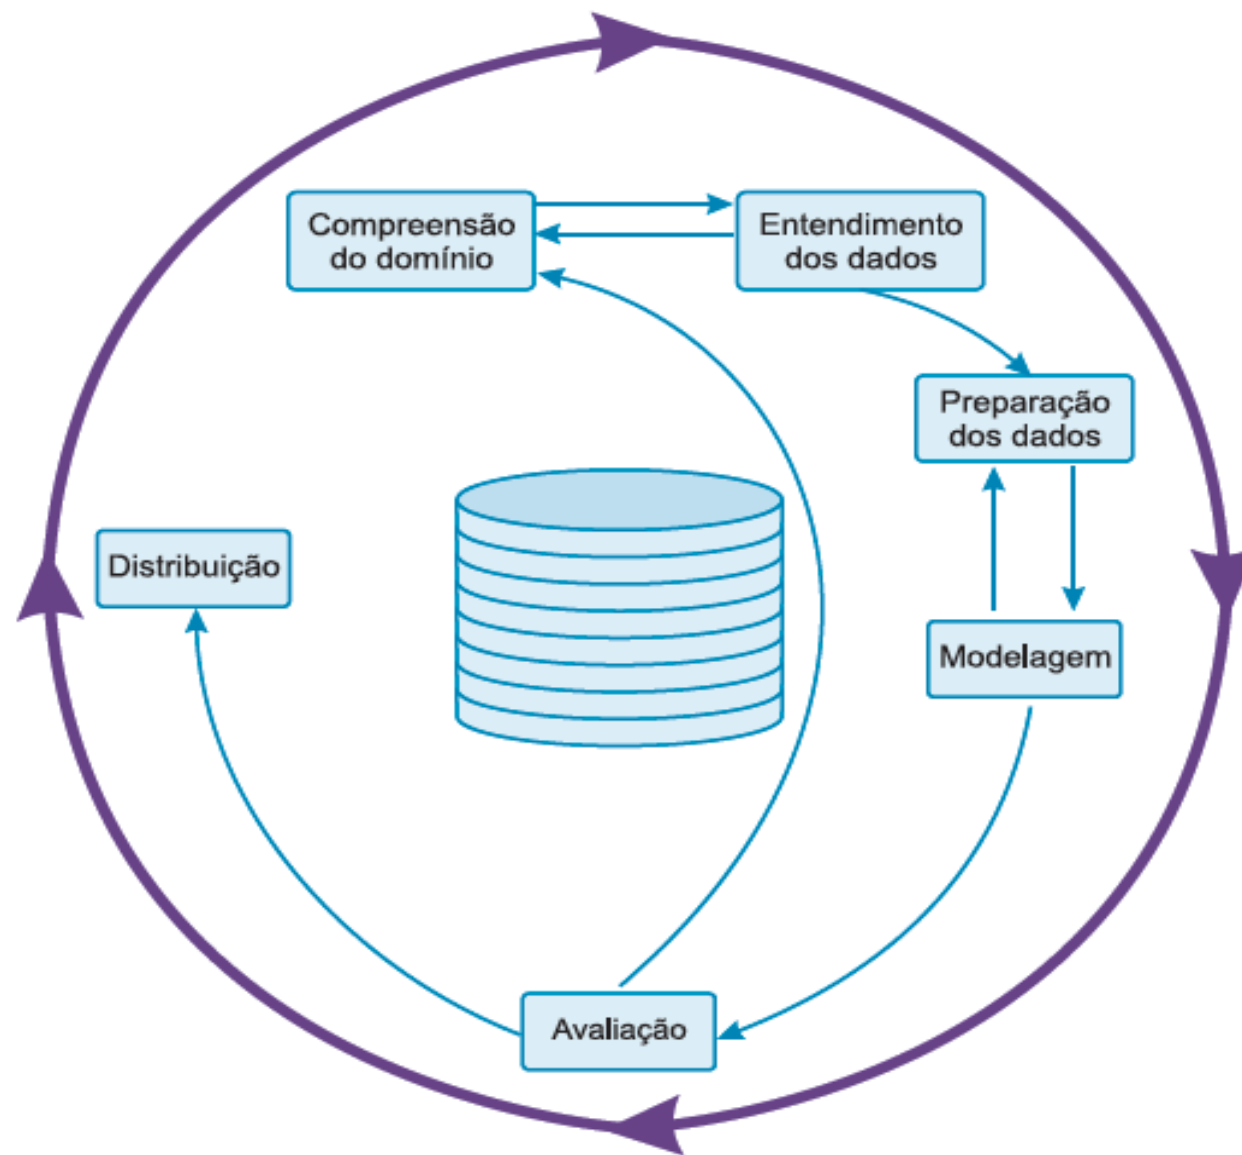 Compreensão
do domínio
Entendimento
dos dados
Preparação
dos dados
Distribuição
Modelagem
Avaliação